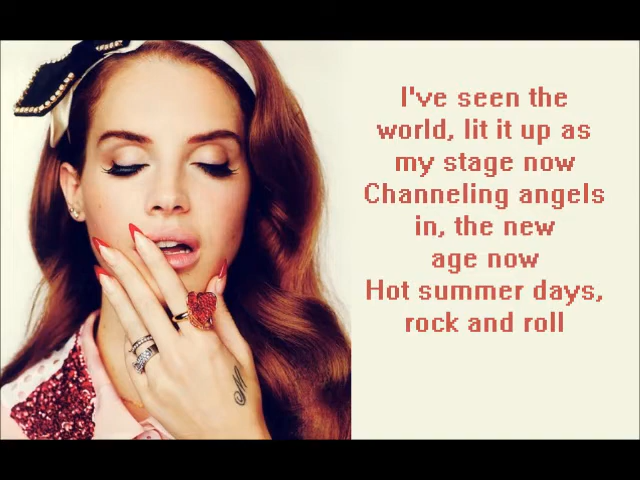 I've seen the
world, lit it up as
my stage now
Channeling angels
in, the new
age now
Hot summer days,
rock and roll